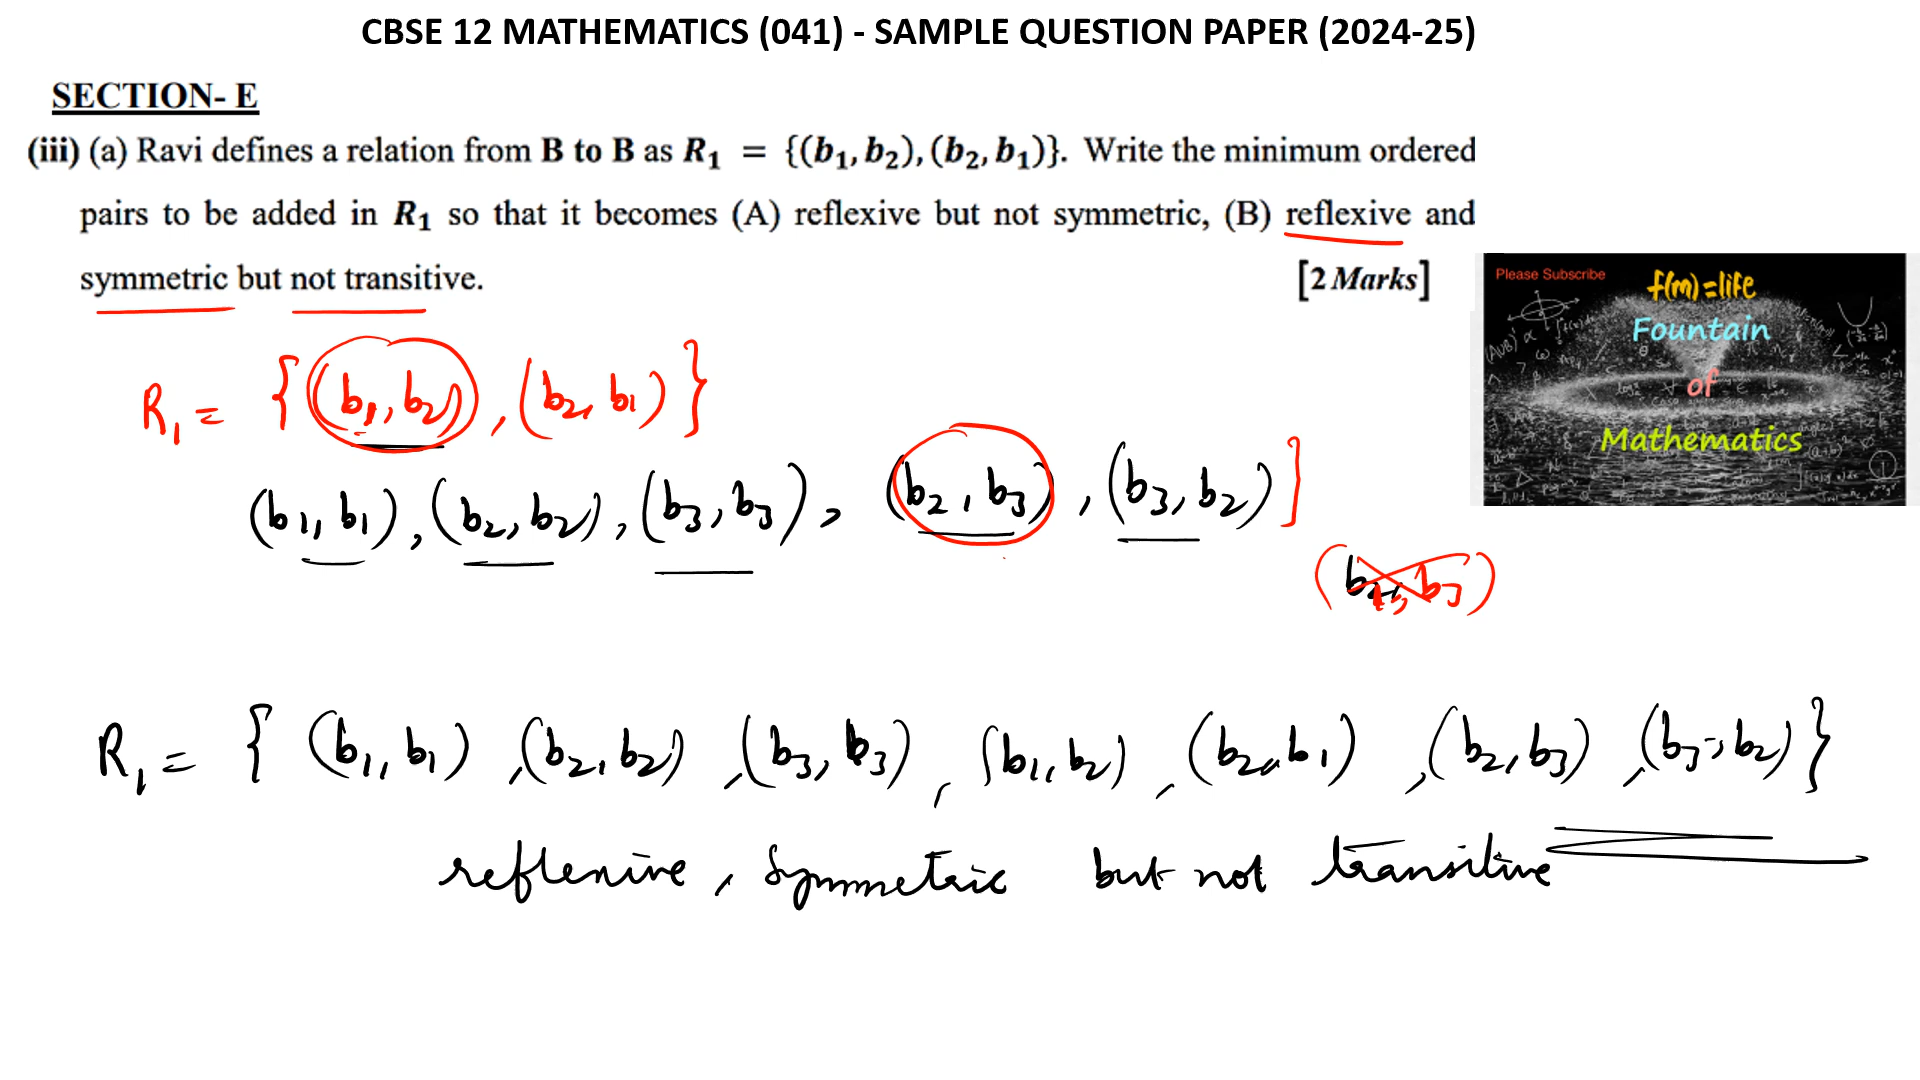 CBSE 12 MATHEMATICS (041) - SAMPLE QUESTION PAPER (2024-25)
SECTION- E
(iii) (a) Ravi defines a relation from B to B as R₁ = {(b₁, b₂), (b₂, b₁)}. Write the minimum ordered
pairs to be added in R₁ so that it becomes (A) reflexive but not symmetric, (B) reflexive and
symmetric but not transitive. [2 Marks]
Please Subscribe
f(m)=life
Fountain
of
Mathematics
R₁ = {(b₁, b₂), (b₂, b₁)}
(b₁, b₁), (b₂, b₂), (b₃, b₃), (b₂, b₃), (b₃, b₂)]
R₁ = { (b₁, b₁), (b₂, b₂), (b₃, b₃), (b₁, b₂), (b₂, b₁), (b₂, b₃), (b₃, b₂)}
reflexive, Symmetric but not transitive